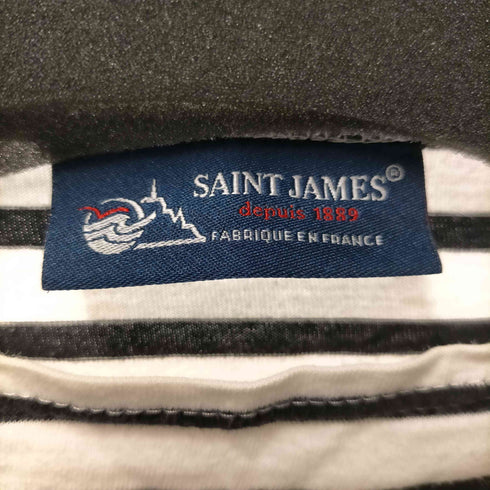 SAINT JAMES®
depuis 1889
FABRIQUE EN FRANCE